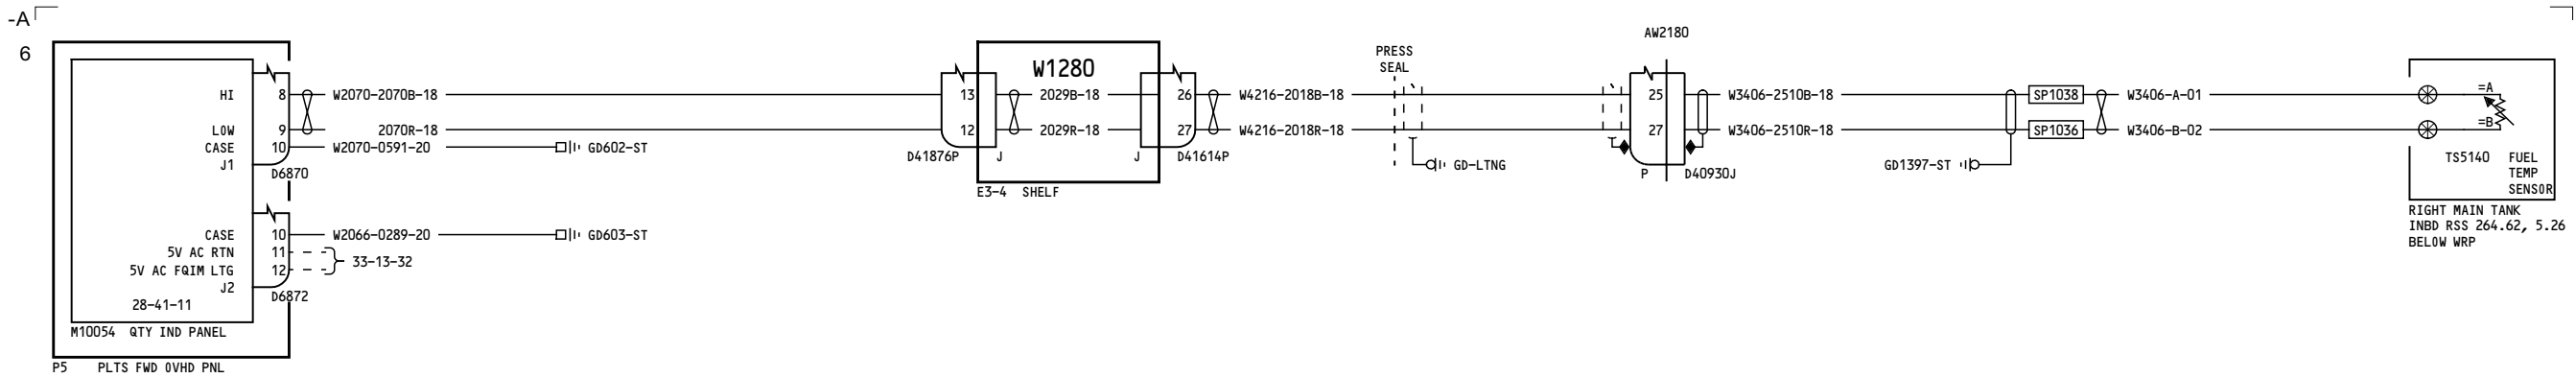 -A
6
HI
8
W2070-2070B-18
LOW
9
2070R-18
CASE
10
W2070-0591-20
GD602-ST
J1
D6870
CASE
10
W2066-0289-20
GD603-ST
5V AC RTN
11
5V AC FQIM LTG
12
33-13-32
J2
D6872
28-41-11
M10054 QTY IND PANEL
P5 PLTS FWD OVHD PNL
W1280
13
2029B-18
26
12
2029R-18
27
D41876P
J
J
D41614P
E3-4 SHELF
W4216-2018B-18
W4216-2018R-18
PRESS
SEAL
GD-LTNG
AW2180
25
27
P
D40930J
W3406-2510B-18
W3406-2510R-18
GD1397-ST
SP1038
SP1036
W3406-A-01
W3406-B-02
=A
=B
TS5140 FUEL
TEMP
SENSOR
RIGHT MAIN TANK
INBD RSS 264.62, 5.26
BELOW WRP